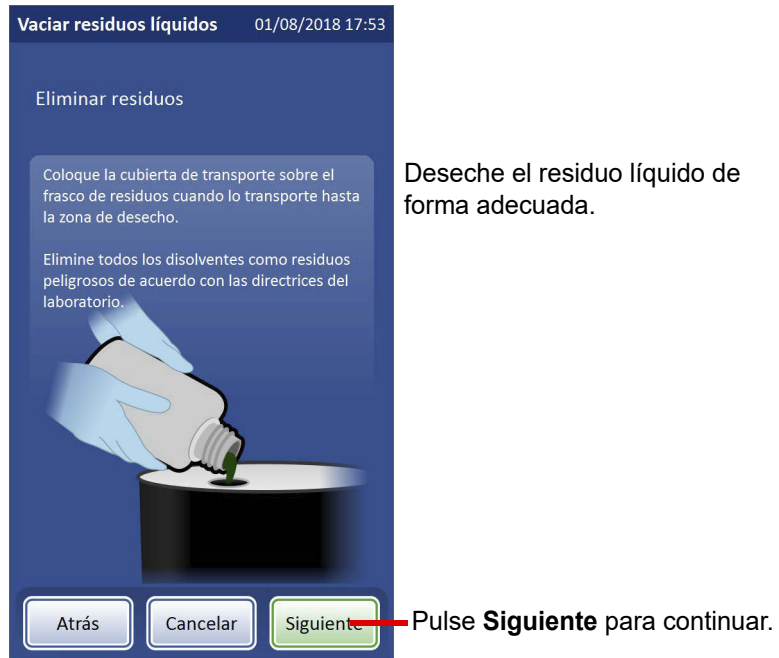 Vaciar residuos líquidos 01/08/2018 17:53
Eliminar residuos
Coloque la cubierta de transporte sobre el
frasco de residuos cuando lo transporte hasta
la zona de desecho.
Elimine todos los disolventes como residuos
peligrosos de acuerdo con las directrices del
laboratorio.
Deseche el residuo líquido de
forma adecuada.
Atrás Cancelar Siguiente
Pulse Siguiente para continuar.